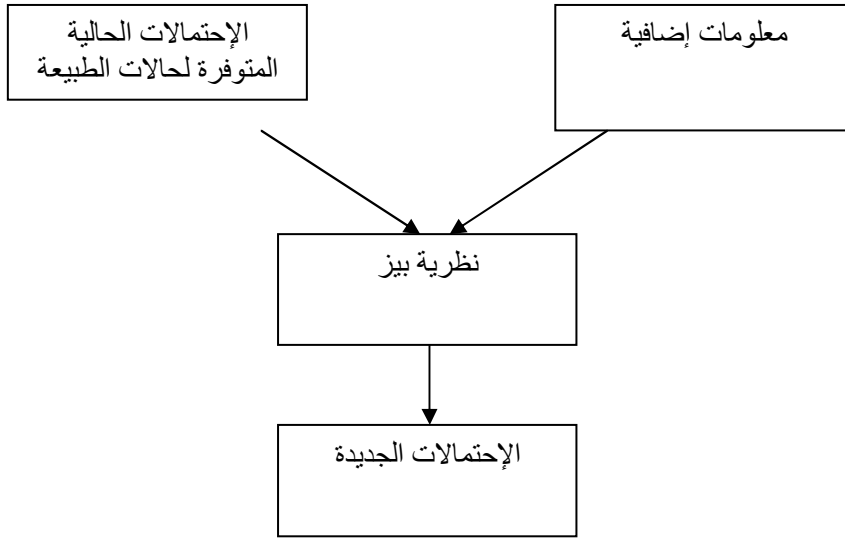 معلومات إضافية
الإحتمالات الحالية
المتوفرة لحالات الطبيعة
نظرية بيز
الإحتمالات الجديدة